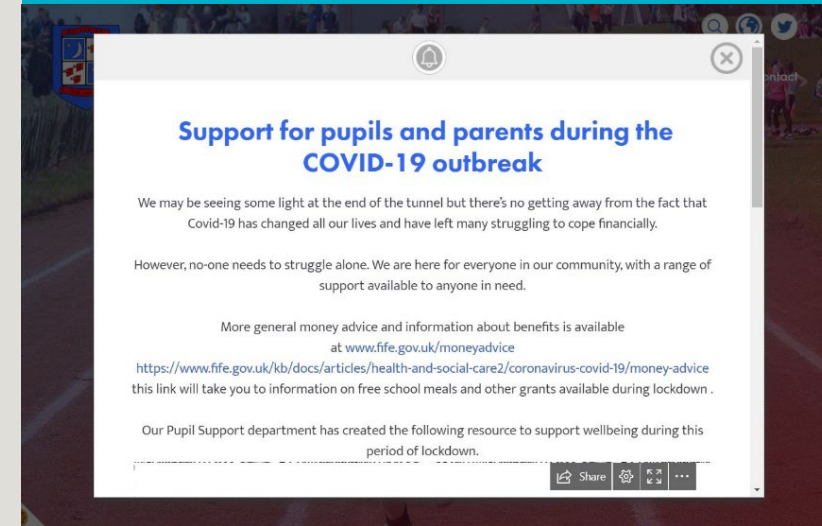 Support for pupils and parents during the
COVID-19 outbreak
We may be seeing some light at the end of the tunnel but there's no getting away from the fact that
Covid-19 has changed all our lives and have left many struggling to cope financially.
However, no-one needs to struggle alone. We are here for everyone in our community, with a range of
support available to anyone in need.
More general money advice and information about benefits is available
at www.fife.gov.uk/moneyadvice
https://www.fife.gov.uk/kb/docs/articles/health-and-social-care2/coronavirus-covid-19/money-advice
this link will take you to information on free school meals and other grants available during lockdown .
Our Pupil Support department has created the following resource to support wellbeing during this
period of lockdown.
Share